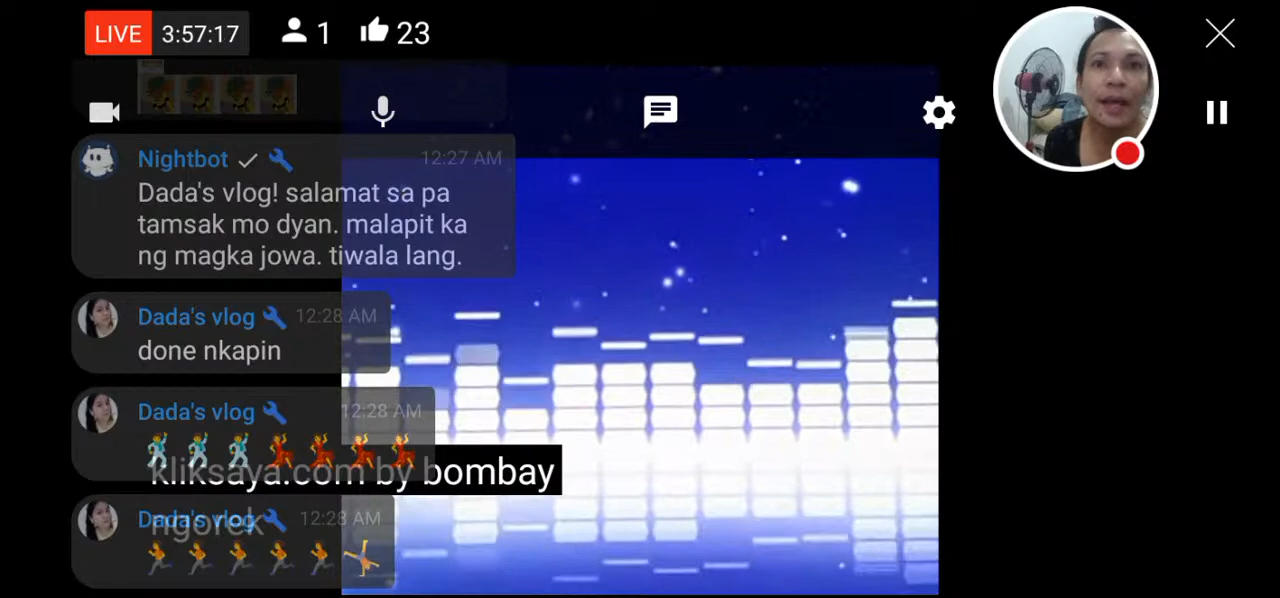 LIVE 3:57:17 1 23
Nightbot 12:27 AM
Dada's vlog! salamat sa pa
tamsak mo dyan. malapit ka
ng magka jowa. tiwala lang.
Dada's vlog 12:28 AM
done nkapin
Dada's vlog 12:28 AM
kliksaya.com by bombay
Dada's vlog 12:28 AM
ngorek